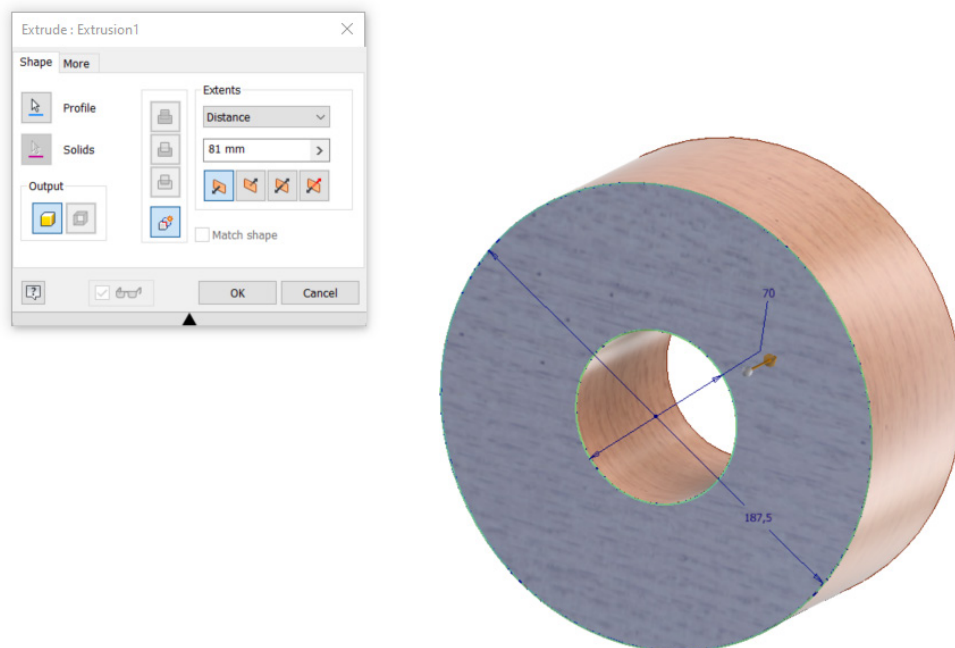 Extrude : Extrusion1
Shape More
Profile
Solids
Output
Extents
Distance
81 mm
Match shape
OK Cancel
70
187,5